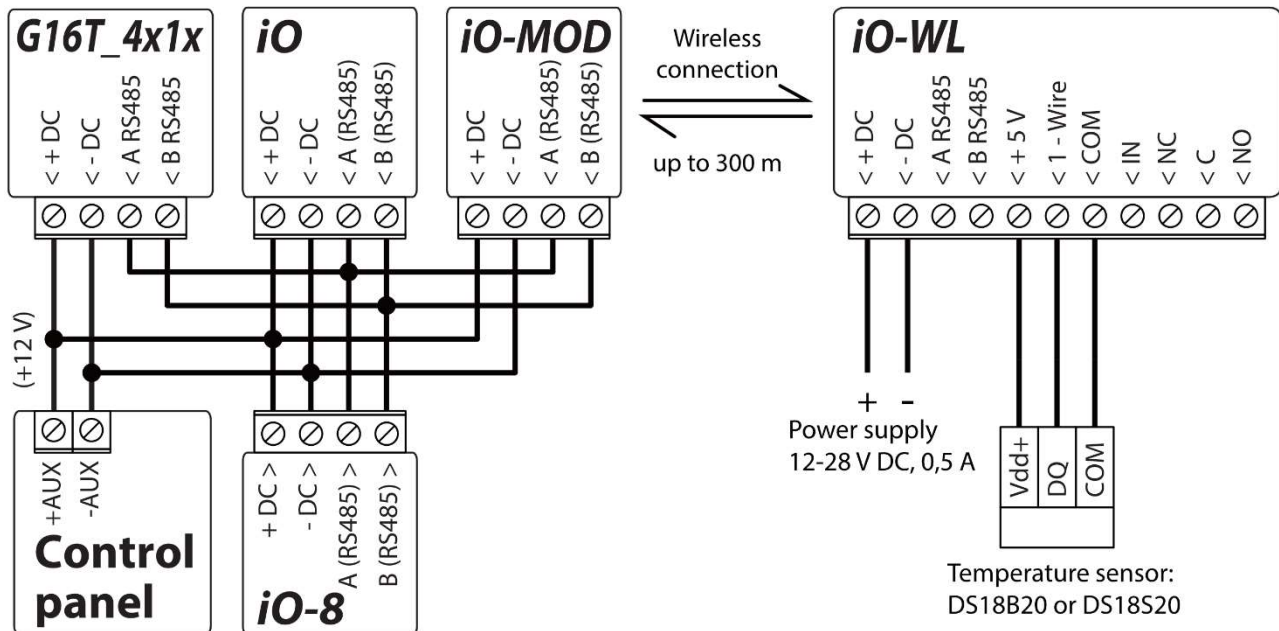 G16T_4x1x
< + DC
< - DC
< A RS485
< B RS485
iO
< + DC
< - DC
< A (RS485)
< B (RS485)
iO-MOD
< + DC
< - DC
< A (RS485)
< B (RS485)
Wireless
connection
up to 300 m
iO-WL
< + DC
< - DC
< A RS485
< B RS485
< + 5 V
< 1 - Wire
< COM
< IN
< NC
< C
< NO
(+12 V)
+AUX
-AUX
Control
panel
+ DC >
- DC >
A (RS485) >
B (RS485) >
iO-8
+ -
Power supply
12-28 V DC, 0,5 A
Vdd+
DQ
COM
Temperature sensor:
DS18B20 or DS18S20